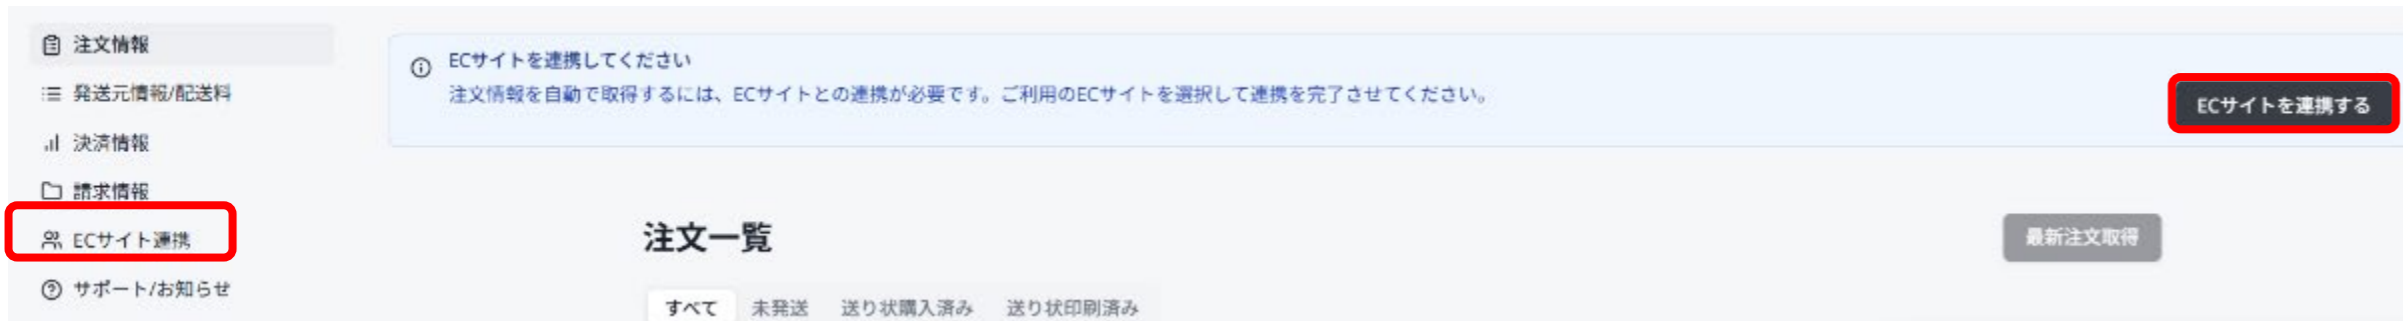 注文情報
発送元情報/配送料
決済情報
請求情報
ECサイト連携
サポート/お知らせ
ECサイトを連携してください
注文情報を自動で取得するには、ECサイトとの連携が必要です。ご利用のECサイトを選択して連携を完了させてください。
ECサイトを連携する
注文一覧
最新注文取得
すべて 未発送 送り状購入済み 送り状印刷済み